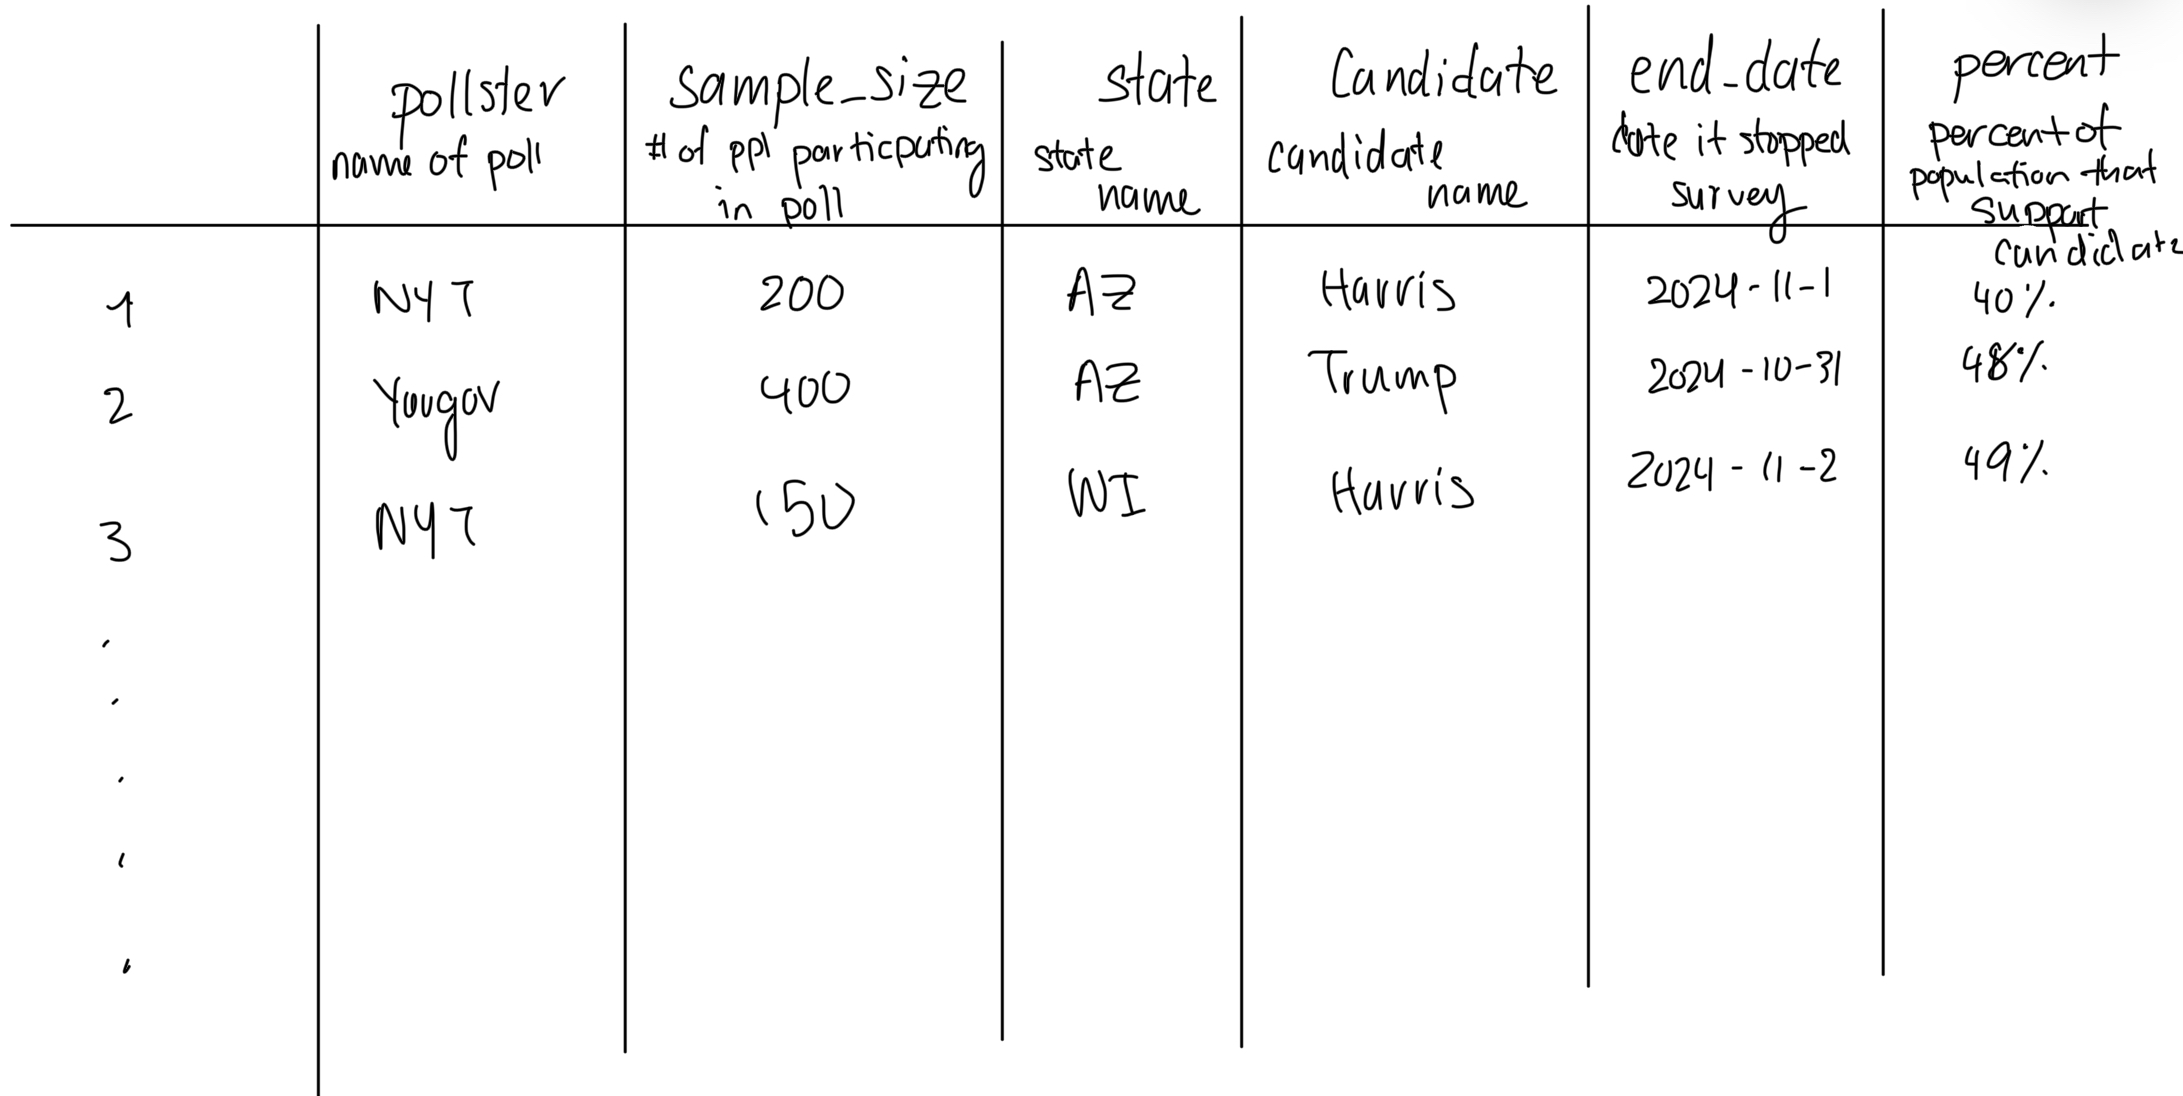 pollster sample_size state Candidate end_date percent
name of poll # of ppl particpating in poll state name candidate name date it stopped survey percent of population that support candidate
1 NYT 200 AZ Harris 2024-11-1 40%
2 Yougov 400 AZ Trump 2024-10-31 48%
3 NYT 150 WI Harris 2024-11-2 49%